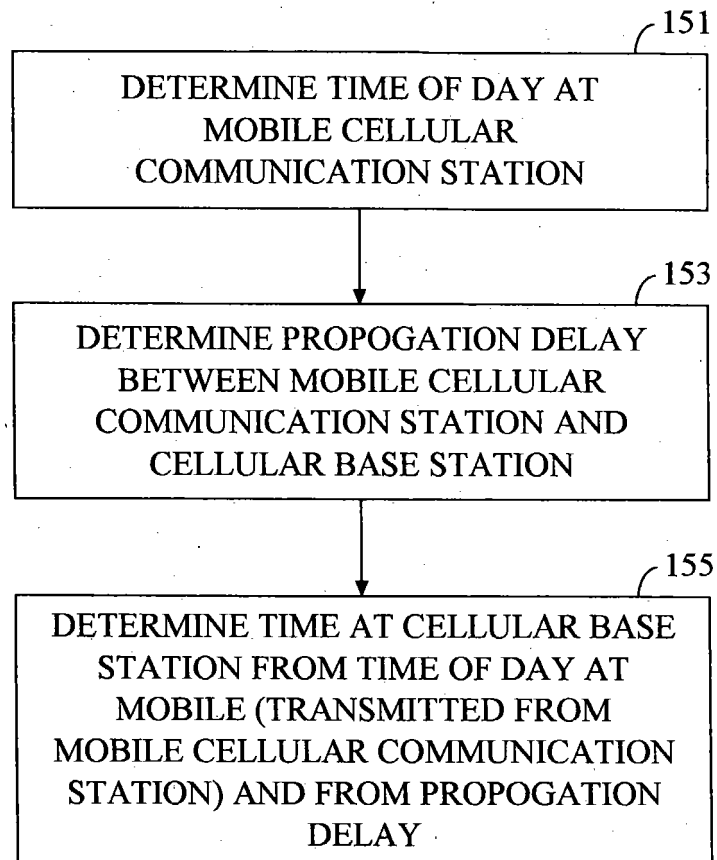 151
DETERMINE TIME OF DAY AT
MOBILE CELLULAR
COMMUNICATION STATION
153
DETERMINE PROPOGATION DELAY
BETWEEN MOBILE CELLULAR
COMMUNICATION STATION AND
CELLULAR BASE STATION
155
DETERMINE TIME AT CELLULAR BASE
STATION FROM TIME OF DAY AT
MOBILE (TRANSMITTED FROM
MOBILE CELLULAR COMMUNICATION
STATION) AND FROM PROPOGATION
DELAY